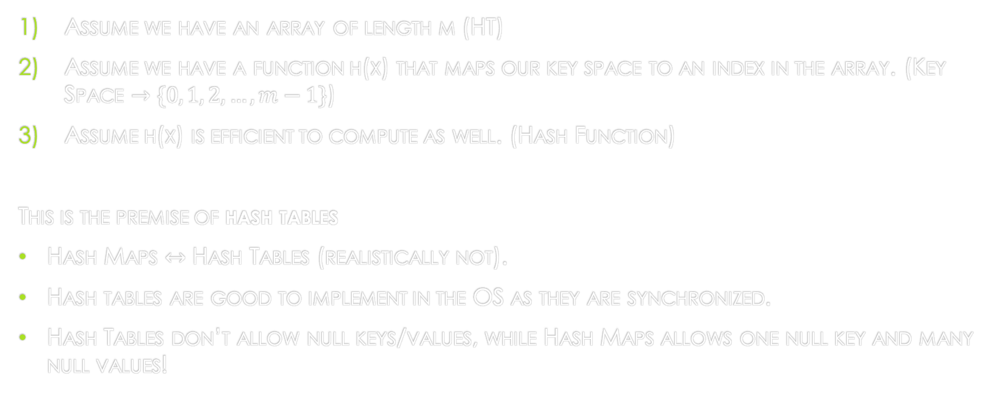 1) Assume we have an array of length m (HT)
2) Assume we have a function h(x) that maps our key space to an index in the array. (Key
Space → {0, 1, 2, … , m − 1})
3) Assume h(x) is efficient to compute as well. (Hash Function)
This is the premise of hash tables
• Hash Maps ↔ Hash Tables (realistically not).
• Hash tables are good to implement in the OS as they are synchronized.
• Hash Tables don't allow null keys/values, while Hash Maps allows one null key and many
null values!